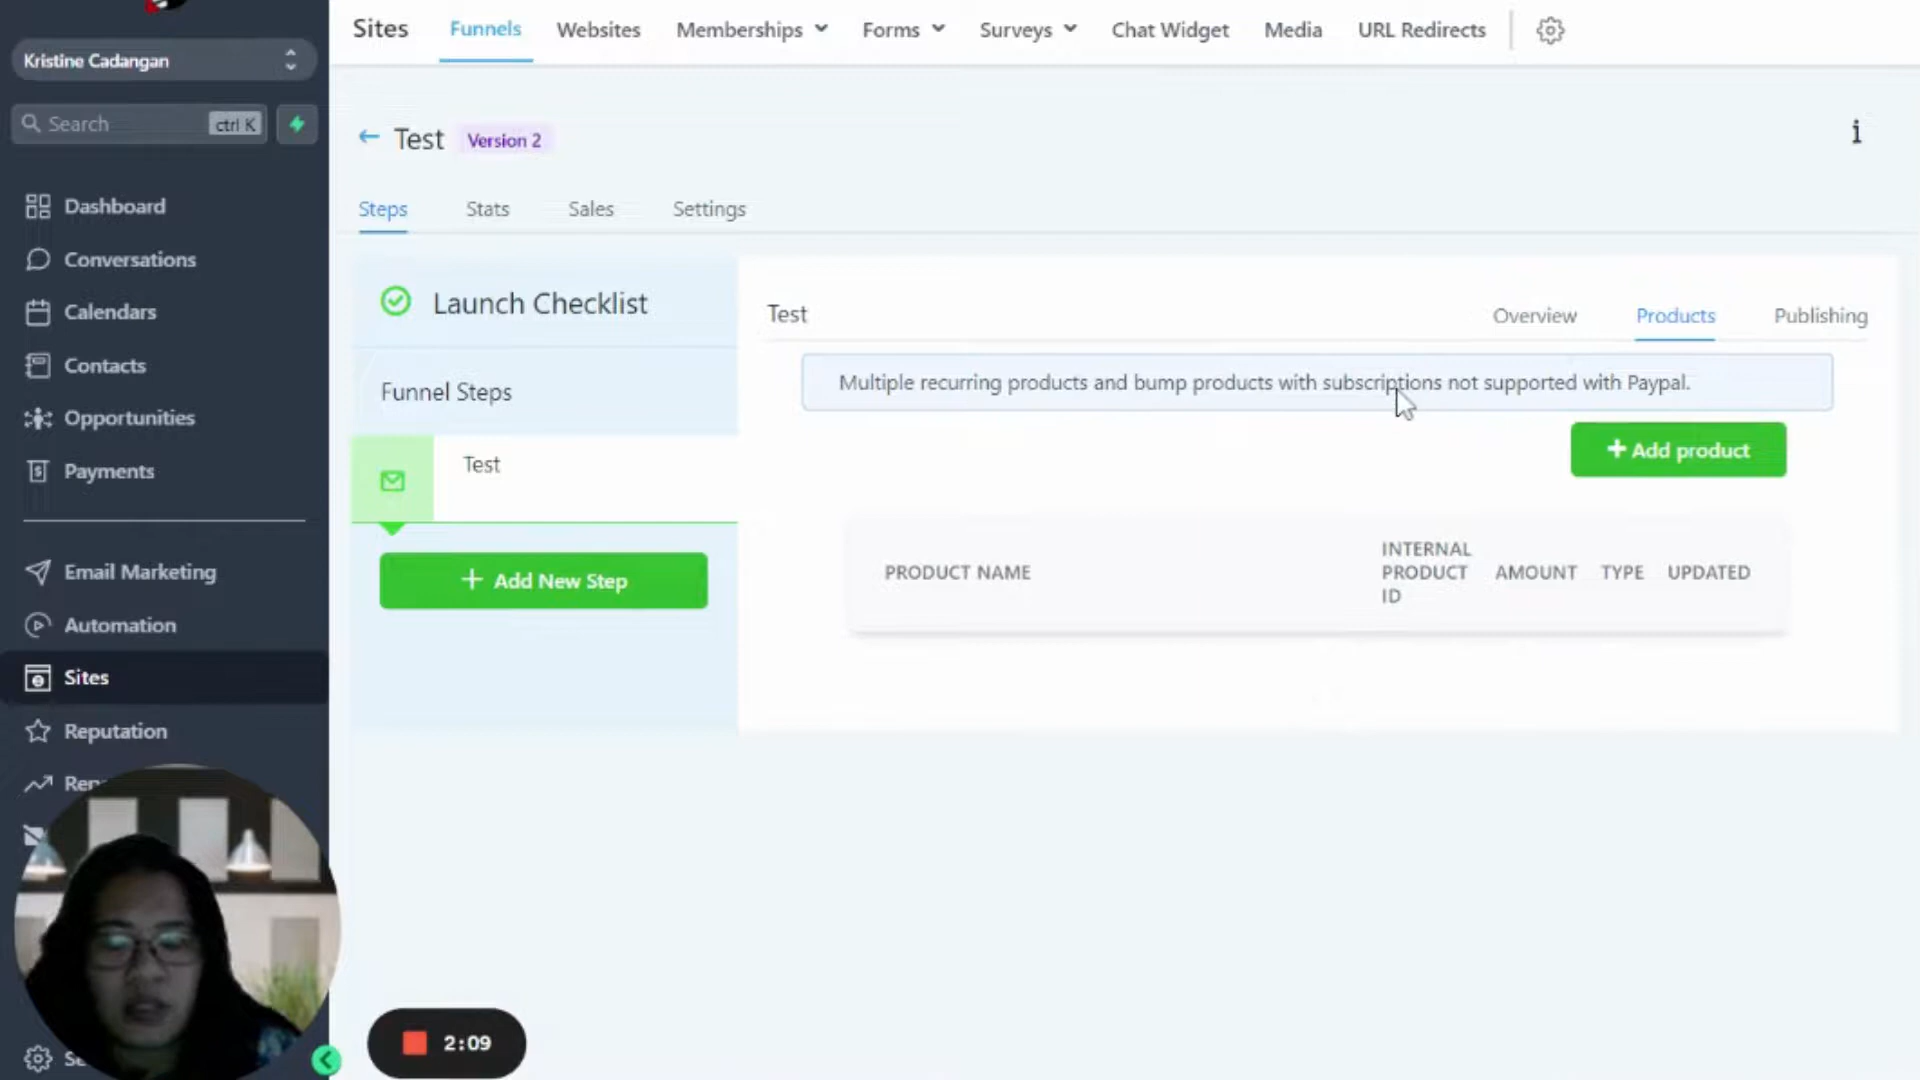 Kristine Cadangan
Search
ctrl K
Dashboard
Conversations
Calendars
Contacts
Opportunities
Payments
Email Marketing
Automation
Sites
Reputation
Sites
Funnels
Websites
Memberships
Forms
Surveys
Chat Widget
Media
URL Redirects
Test
Version 2
i
Steps
Stats
Sales
Settings
Launch Checklist
Funnel Steps
Test
+ Add New Step
Test
Overview
Products
Publishing
Multiple recurring products and bump products with subscriptions not supported with Paypal.
+ Add product
PRODUCT NAME
INTERNAL
PRODUCT
ID
AMOUNT
TYPE
UPDATED
2:09